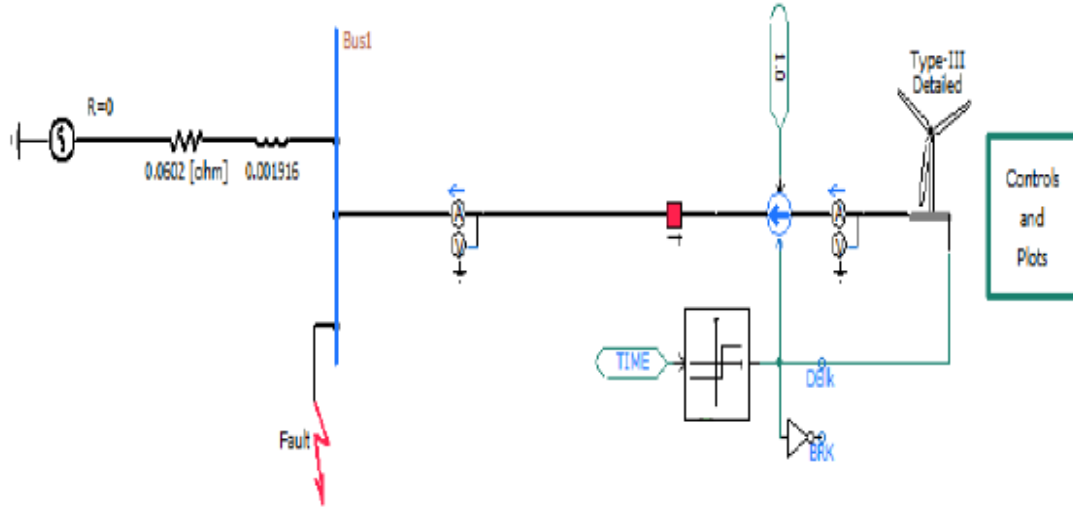 Bus1
R=0
0.0602 [ohm]
0.001916
1.0
Type-III
Detailed
Controls
and
Plots
A
V
A
V
TIME
DBlk
BRK
Fault